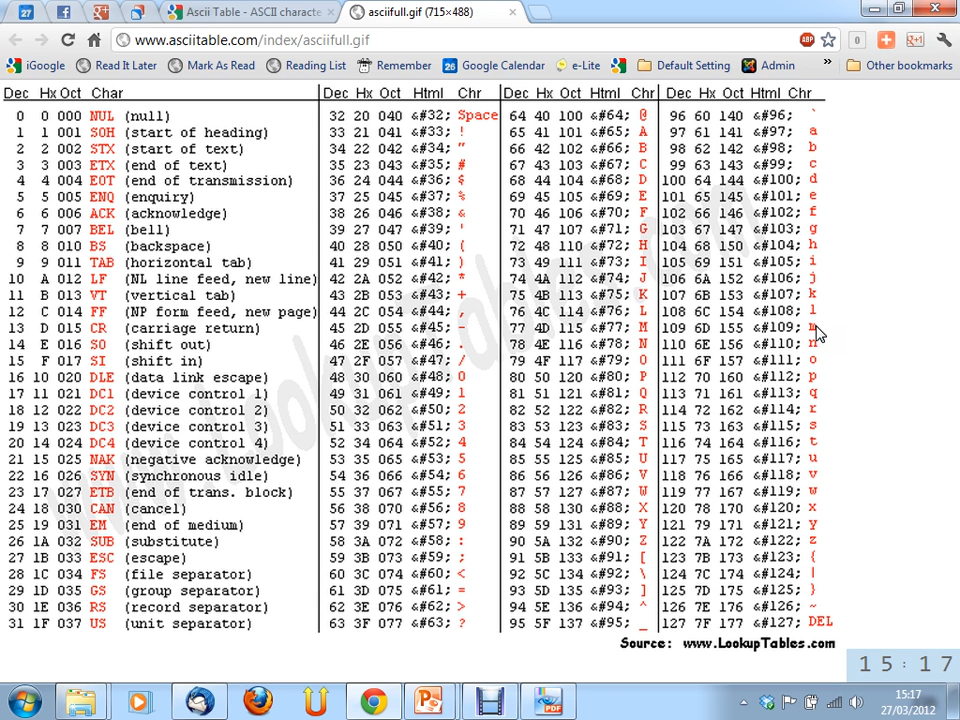 27
Ascii Table - ASCII characte
asciifull.gif (715×488)
www.asciitable.com/index/asciifull.gif
ABP
0
iGoogle
Read It Later
Mark As Read
Reading List
Remember
26 Google Calendar
e-Lite
Default Setting
Admin
»
Other bookmarks
Dec Hx Oct Char Dec Hx Oct Html Chr Dec Hx Oct Html Chr Dec Hx Oct Html Chr
0 0 000 NUL (null) 32 20 040 &#32; Space 64 40 100 &#64; @ 96 60 140 &#96; `
1 1 001 SOH (start of heading) 33 21 041 &#33; ! 65 41 101 &#65; A 97 61 141 &#97; a
2 2 002 STX (start of text) 34 22 042 &#34; " 66 42 102 &#66; B 98 62 142 &#98; b
3 3 003 ETX (end of text) 35 23 043 &#35; # 67 43 103 &#67; C 99 63 143 &#99; c
4 4 004 EOT (end of transmission) 36 24 044 &#36; $ 68 44 104 &#68; D 100 64 144 &#100; d
5 5 005 ENQ (enquiry) 37 25 045 &#37; % 69 45 105 &#69; E 101 65 145 &#101; e
6 6 006 ACK (acknowledge) 38 26 046 &#38; & 70 46 106 &#70; F 102 66 146 &#102; f
7 7 007 BEL (bell) 39 27 047 &#39; ' 71 47 107 &#71; G 103 67 147 &#103; g
8 8 010 BS (backspace) 40 28 050 &#40; ( 72 48 110 &#72; H 104 68 150 &#104; h
9 9 011 TAB (horizontal tab) 41 29 051 &#41; ) 73 49 111 &#73; I 105 69 151 &#105; i
10 A 012 LF (NL line feed, new line) 42 2A 052 &#42; * 74 4A 112 &#74; J 106 6A 152 &#106; j
11 B 013 VT (vertical tab) 43 2B 053 &#43; + 75 4B 113 &#75; K 107 6B 153 &#107; k
12 C 014 FF (NP form feed, new page) 44 2C 054 &#44; , 76 4C 114 &#76; L 108 6C 154 &#108; l
13 D 015 CR (carriage return) 45 2D 055 &#45; - 77 4D 115 &#77; M 109 6D 155 &#109; m
14 E 016 SO (shift out) 46 2E 056 &#46; . 78 4E 116 &#78; N 110 6E 156 &#110; n
15 F 017 SI (shift in) 47 2F 057 &#47; / 79 4F 117 &#79; O 111 6F 157 &#111; o
16 10 020 DLE (data link escape) 48 30 060 &#48; 0 80 50 120 &#80; P 112 70 160 &#112; p
17 11 021 DC1 (device control 1) 49 31 061 &#49; 1 81 51 121 &#81; Q 113 71 161 &#113; q
18 12 022 DC2 (device control 2) 50 32 062 &#50; 2 82 52 122 &#82; R 114 72 162 &#114; r
19 13 023 DC3 (device control 3) 51 33 063 &#51; 3 83 53 123 &#83; S 115 73 163 &#115; s
20 14 024 DC4 (device control 4) 52 34 064 &#52; 4 84 54 124 &#84; T 116 74 164 &#116; t
21 15 025 NAK (negative acknowledge) 53 35 065 &#53; 5 85 55 125 &#85; U 117 75 165 &#117; u
22 16 026 SYN (synchronous idle) 54 36 066 &#54; 6 86 56 126 &#86; V 118 76 166 &#118; v
23 17 027 ETB (end of trans. block) 55 37 067 &#55; 7 87 57 127 &#87; W 119 77 167 &#119; w
24 18 030 CAN (cancel) 56 38 070 &#56; 8 88 58 130 &#88; X 120 78 170 &#120; x
25 19 031 EM (end of medium) 57 39 071 &#57; 9 89 59 131 &#89; Y 121 79 171 &#121; y
26 1A 032 SUB (substitute) 58 3A 072 &#58; : 90 5A 132 &#90; Z 122 7A 172 &#122; z
27 1B 033 ESC (escape) 59 3B 073 &#59; ; 91 5B 133 &#91; [ 123 7B 173 &#123; {
28 1C 034 FS (file separator) 60 3C 074 &#60; < 92 5C 134 &#92; \ 124 7C 174 &#124; |
29 1D 035 GS (group separator) 61 3D 075 &#61; = 93 5D 135 &#93; ] 125 7D 175 &#125; }
30 1E 036 RS (record separator) 62 3E 076 &#62; > 94 5E 136 &#94; ^ 126 7E 176 &#126; ~
31 1F 037 US (unit separator) 63 3F 077 &#63; ? 95 5F 137 &#95; _ 127 7F 177 &#127; DEL
www.LookupTables.com
Source: www.LookupTables.com
15:17
PDF
15:17
27/03/2012